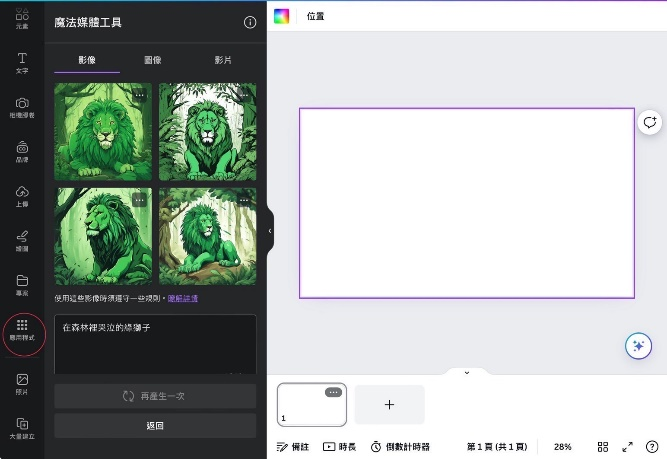 元素
文字
相機膠卷
品牌
上傳
繪圖
專案
應用程式
照片
大量建立
魔法媒體工具
影像
圖像
影片
使用這些影像時須遵守一些規則。瞭解詳情
在森林裡哭泣的綠獅子
再產生一次
返回
位置
1
備註
時長
倒數計時器
第 1 頁 (共 1 頁)
28%